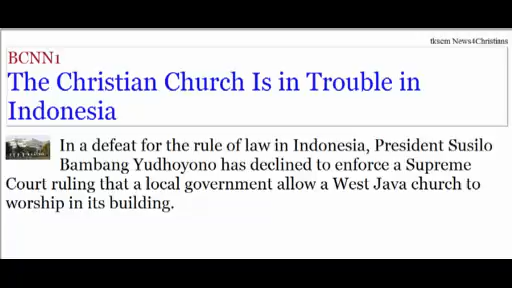 tksem News4Christians
BCNN1
The Christian Church Is in Trouble in
Indonesia
In a defeat for the rule of law in Indonesia, President Susilo
Bambang Yudhoyono has declined to enforce a Supreme
Court ruling that a local government allow a West Java church to
worship in its building.